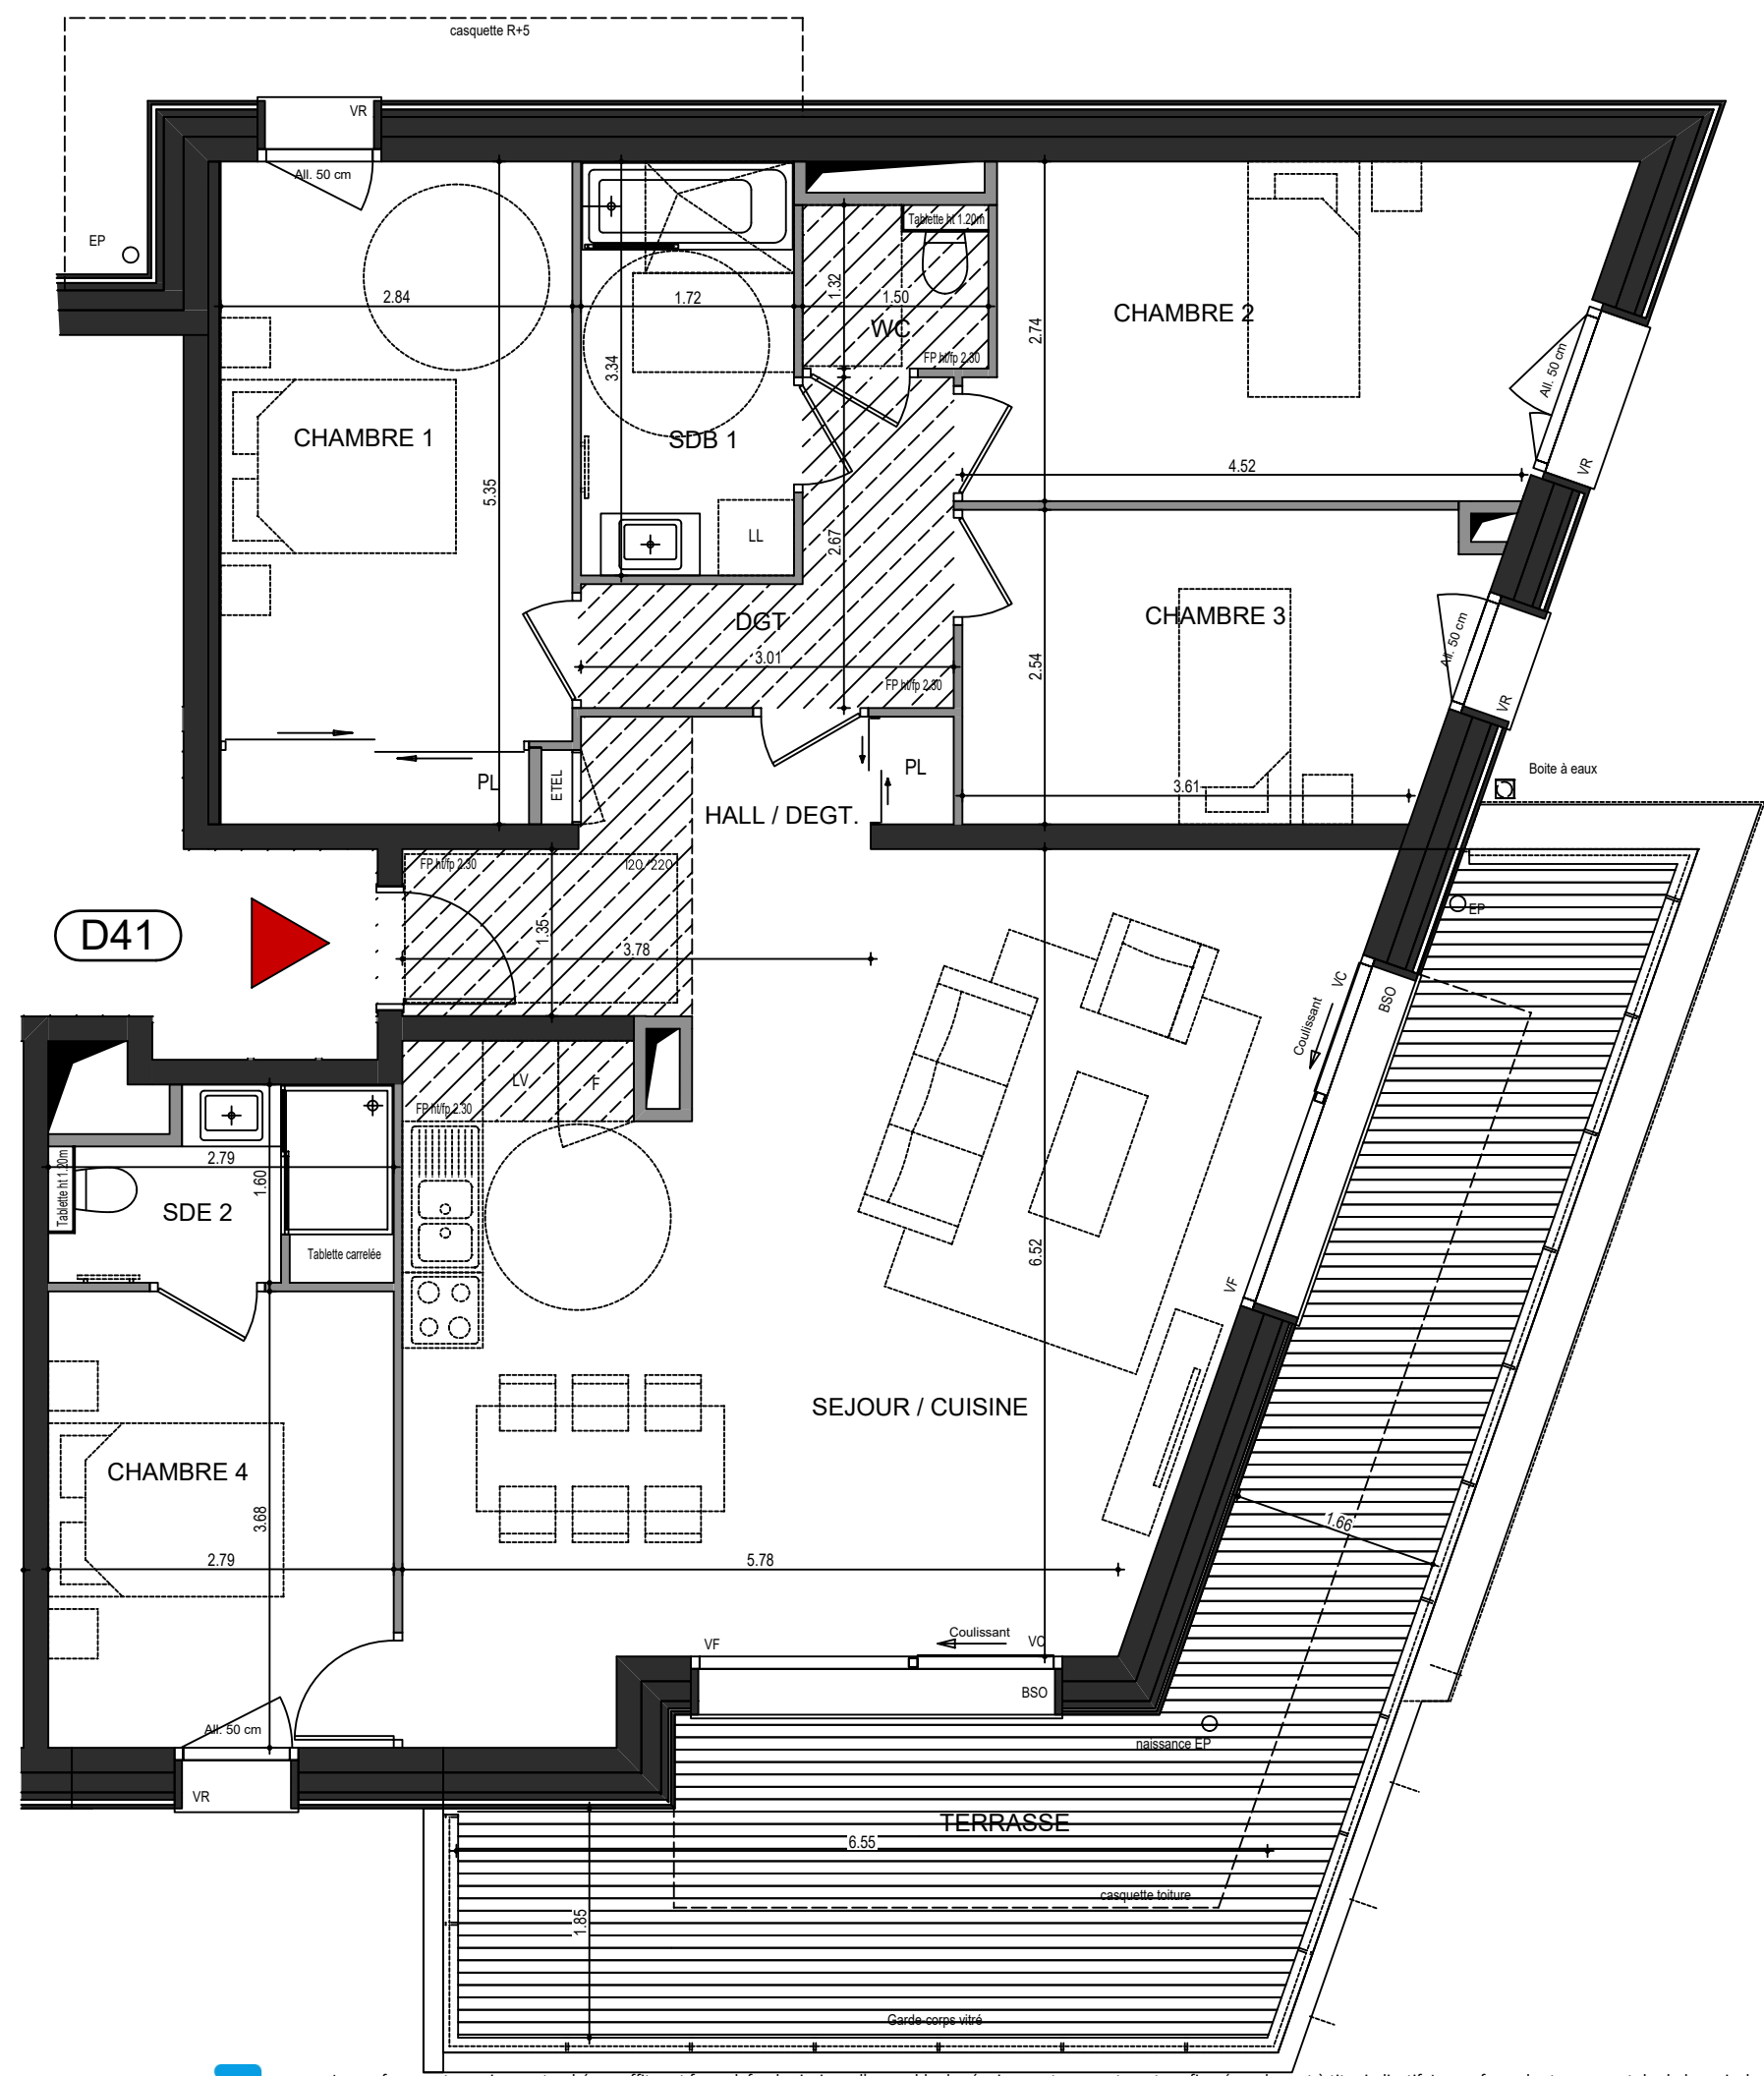 casquette R+5
VR
All. 50 cm
EP
Tablette ht 1.20m
2.84
1.72
1.32
1.50
WC
FP ht/fp 2.30
CHAMBRE 2
2.74
All. 50 cm
VR
3.34
CHAMBRE 1
SDB 1
5.35
4.52
LL
2.67
DGT
3.01
FP ht/fp 2.30
CHAMBRE 3
2.54
All. 50 cm
VR
PL
ETEL
PL
3.61
Boite à eaux
HALL / DEGT.
FP ht/fp 2.30
120/220
D41
1.35
3.78
EP
VC
Coulissant
BSO
LV
F
FP ht/fp 2.30
2.79
1.60
Tablette ht 1.20m
SDE 2
Tablette carrelée
6.52
VF
SEJOUR / CUISINE
CHAMBRE 4
3.68
2.79
5.78
1.66
VF
Coulissant
VC
BSO
All. 50 cm
VR
naissance EP
TERRASSE
6.55
casquette toiture
1.85
Garde-corps vitré